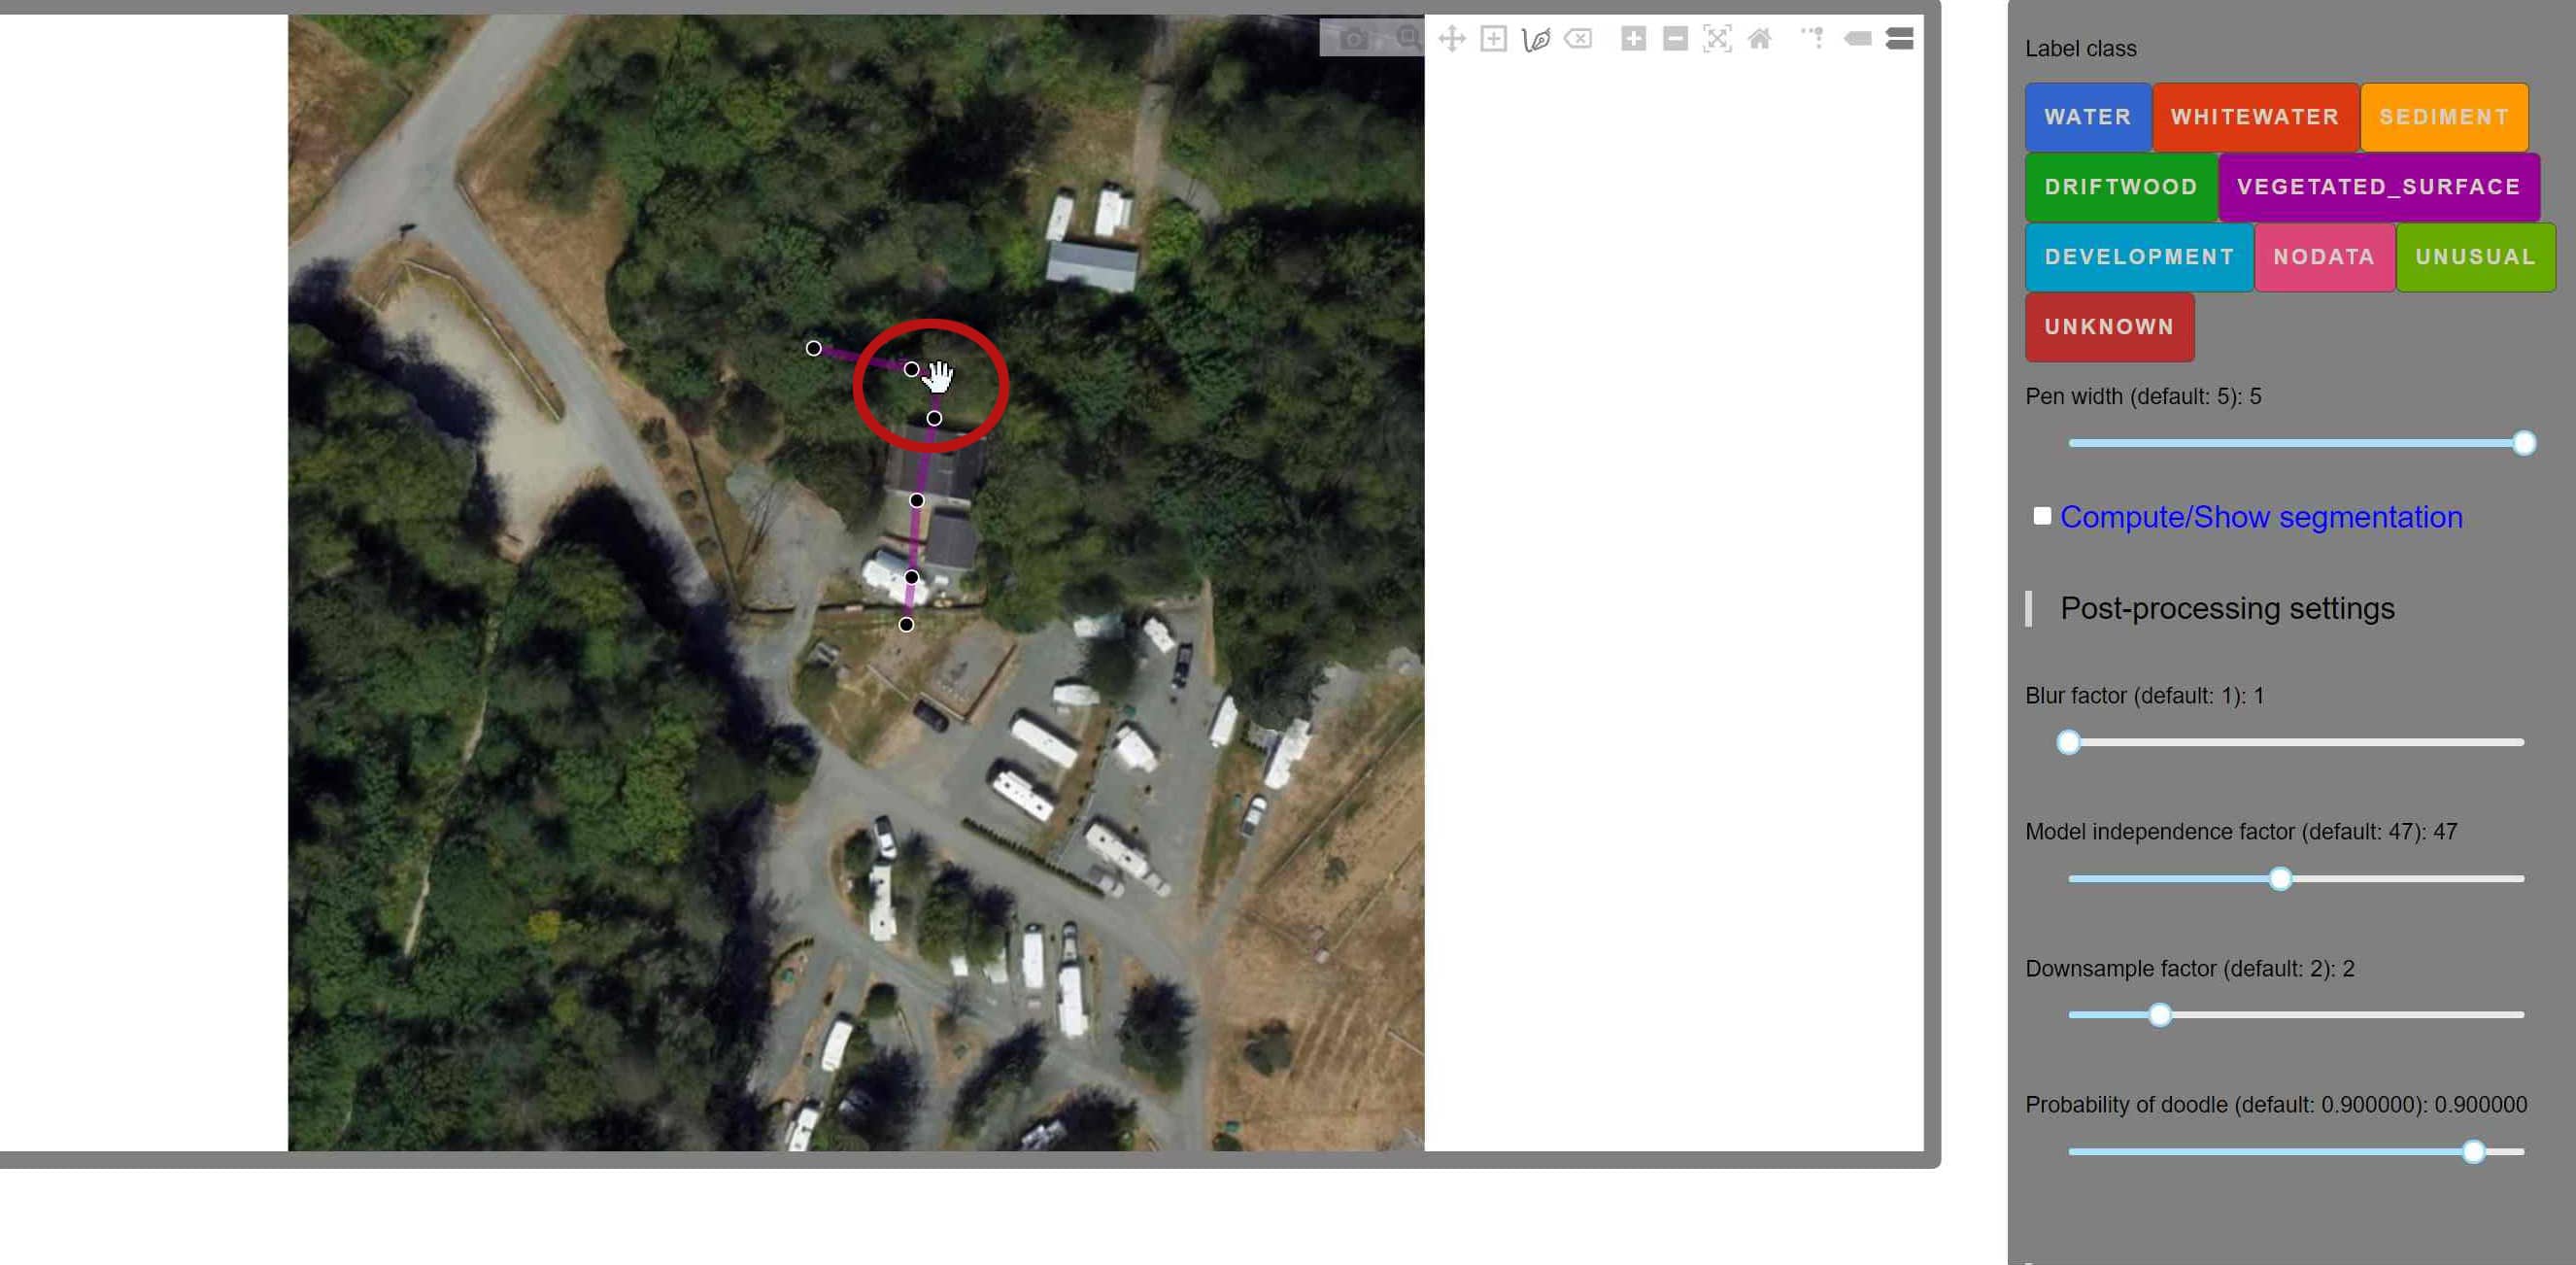 Label class
WATER WHITEWATER SEDIMENT
DRIFTWOOD VEGETATED_SURFACE
DEVELOPMENT NODATA UNUSUAL
UNKNOWN
Pen width (default: 5): 5
Compute/Show segmentation
Post-processing settings
Blur factor (default: 1): 1
Model independence factor (default: 47): 47
Downsample factor (default: 2): 2
Probability of doodle (default: 0.900000): 0.900000